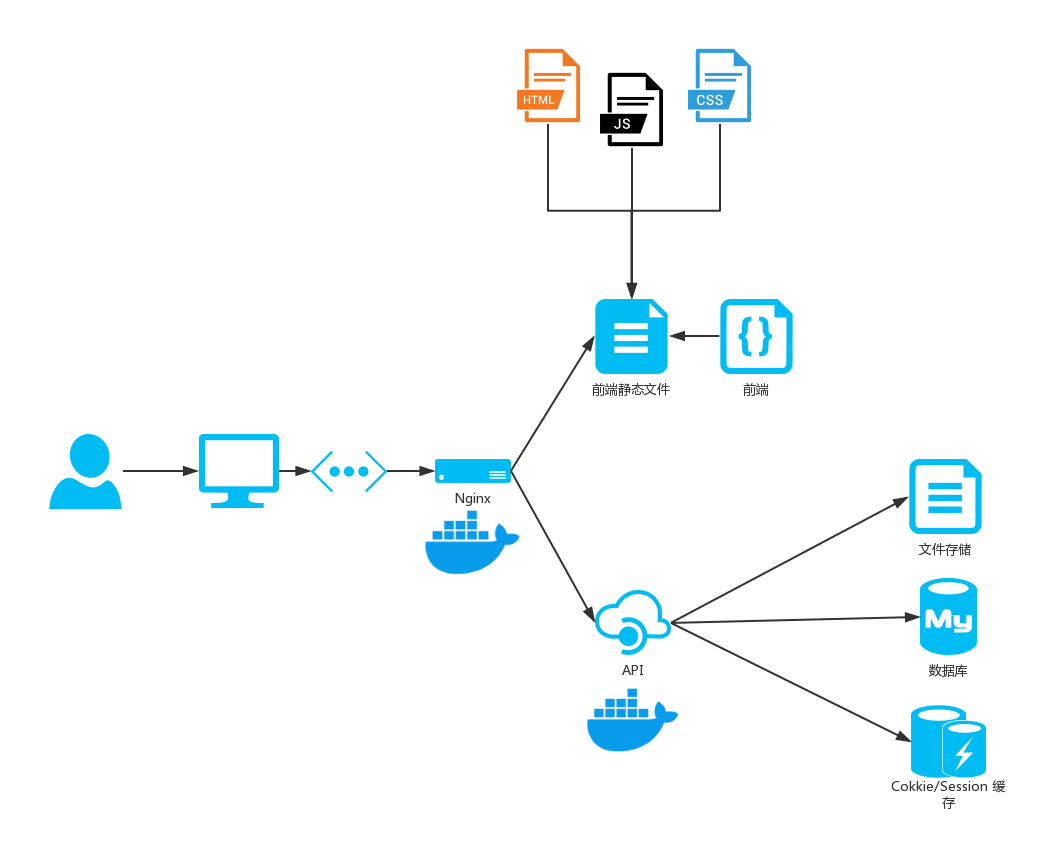 HTML
JS
CSS
{}
前端静态文件
前端
Nginx
文件存储
My
数据库
API
Cokkie/Session 缓
存